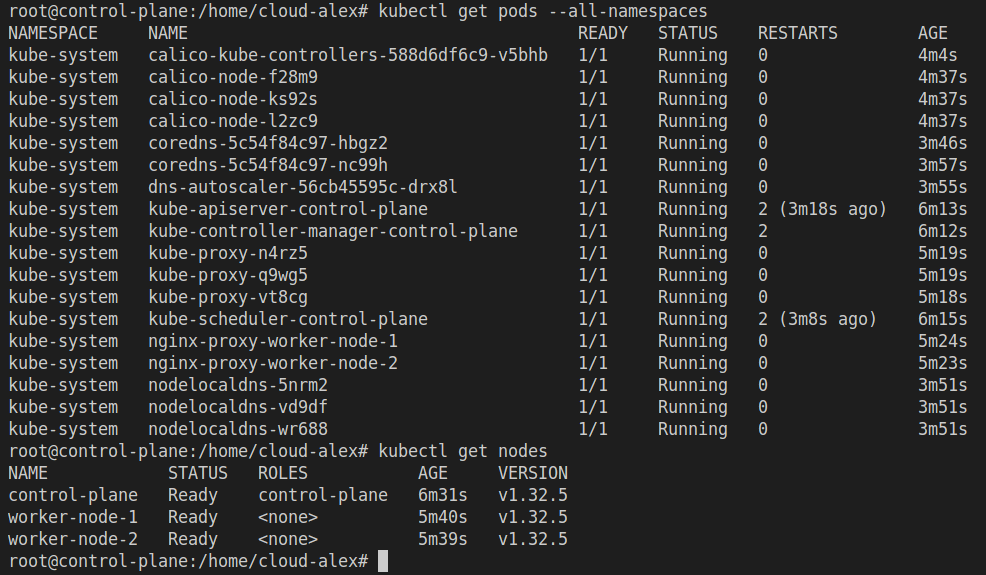 root@control-plane:/home/cloud-alex# kubectl get pods --all-namespaces
NAMESPACE     NAME                                       READY   STATUS    RESTARTS        AGE
kube-system   calico-kube-controllers-588d6df6c9-v5bhb   1/1     Running   0               4m4s
kube-system   calico-node-f28m9                          1/1     Running   0               4m37s
kube-system   calico-node-ks92s                          1/1     Running   0               4m37s
kube-system   calico-node-l2zc9                          1/1     Running   0               4m37s
kube-system   coredns-5c54f84c97-hbgz2                   1/1     Running   0               3m46s
kube-system   coredns-5c54f84c97-nc99h                   1/1     Running   0               3m57s
kube-system   dns-autoscaler-56cb45595c-drx8l            1/1     Running   0               3m55s
kube-system   kube-apiserver-control-plane               1/1     Running   2 (3m18s ago)   6m13s
kube-system   kube-controller-manager-control-plane      1/1     Running   2               6m12s
kube-system   kube-proxy-n4rz5                           1/1     Running   0               5m19s
kube-system   kube-proxy-q9wg5                           1/1     Running   0               5m19s
kube-system   kube-proxy-vt8cg                           1/1     Running   0               5m18s
kube-system   kube-scheduler-control-plane               1/1     Running   2 (3m8s ago)    6m15s
kube-system   nginx-proxy-worker-node-1                  1/1     Running   0               5m24s
kube-system   nginx-proxy-worker-node-2                  1/1     Running   0               5m23s
kube-system   nodelocaldns-5nrm2                         1/1     Running   0               3m51s
kube-system   nodelocaldns-vd9df                         1/1     Running   0               3m51s
kube-system   nodelocaldns-wr688                         1/1     Running   0               3m51s
root@control-plane:/home/cloud-alex# kubectl get nodes
NAME            STATUS   ROLES           AGE     VERSION
control-plane   Ready    control-plane   6m31s   v1.32.5
worker-node-1   Ready    <none>          5m40s   v1.32.5
worker-node-2   Ready    <none>          5m39s   v1.32.5
root@control-plane:/home/cloud-alex#